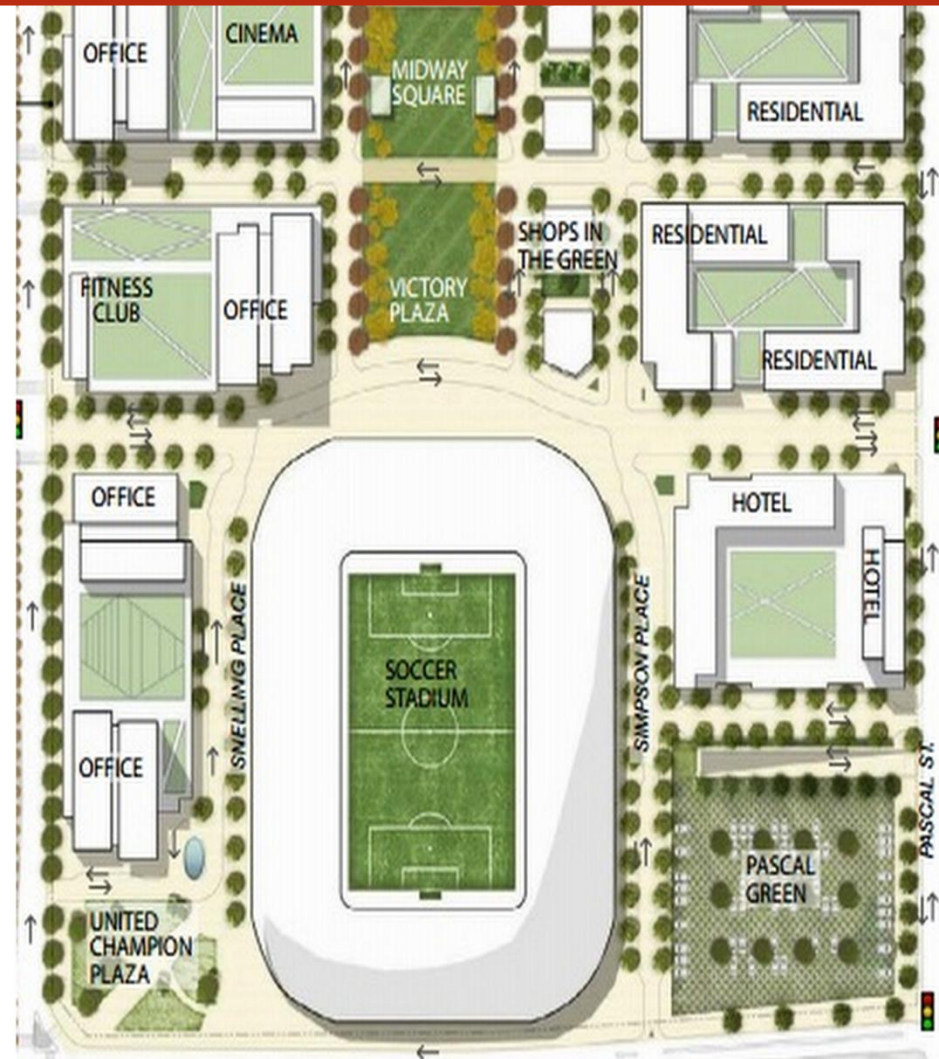 OFFICE
CINEMA
MIDWAY
SQUARE
RESIDENTIAL
FITNESS
CLUB
OFFICE
VICTORY
PLAZA
SHOPS IN
THE GREEN
RESIDENTIAL
RESIDENTIAL
OFFICE
HOTEL
HOTEL
SNELLING PLACE
SOCCER
STADIUM
SIMPSON PLACE
OFFICE
PASCAL ST.
PASCAL
GREEN
UNITED
CHAMPION
PLAZA